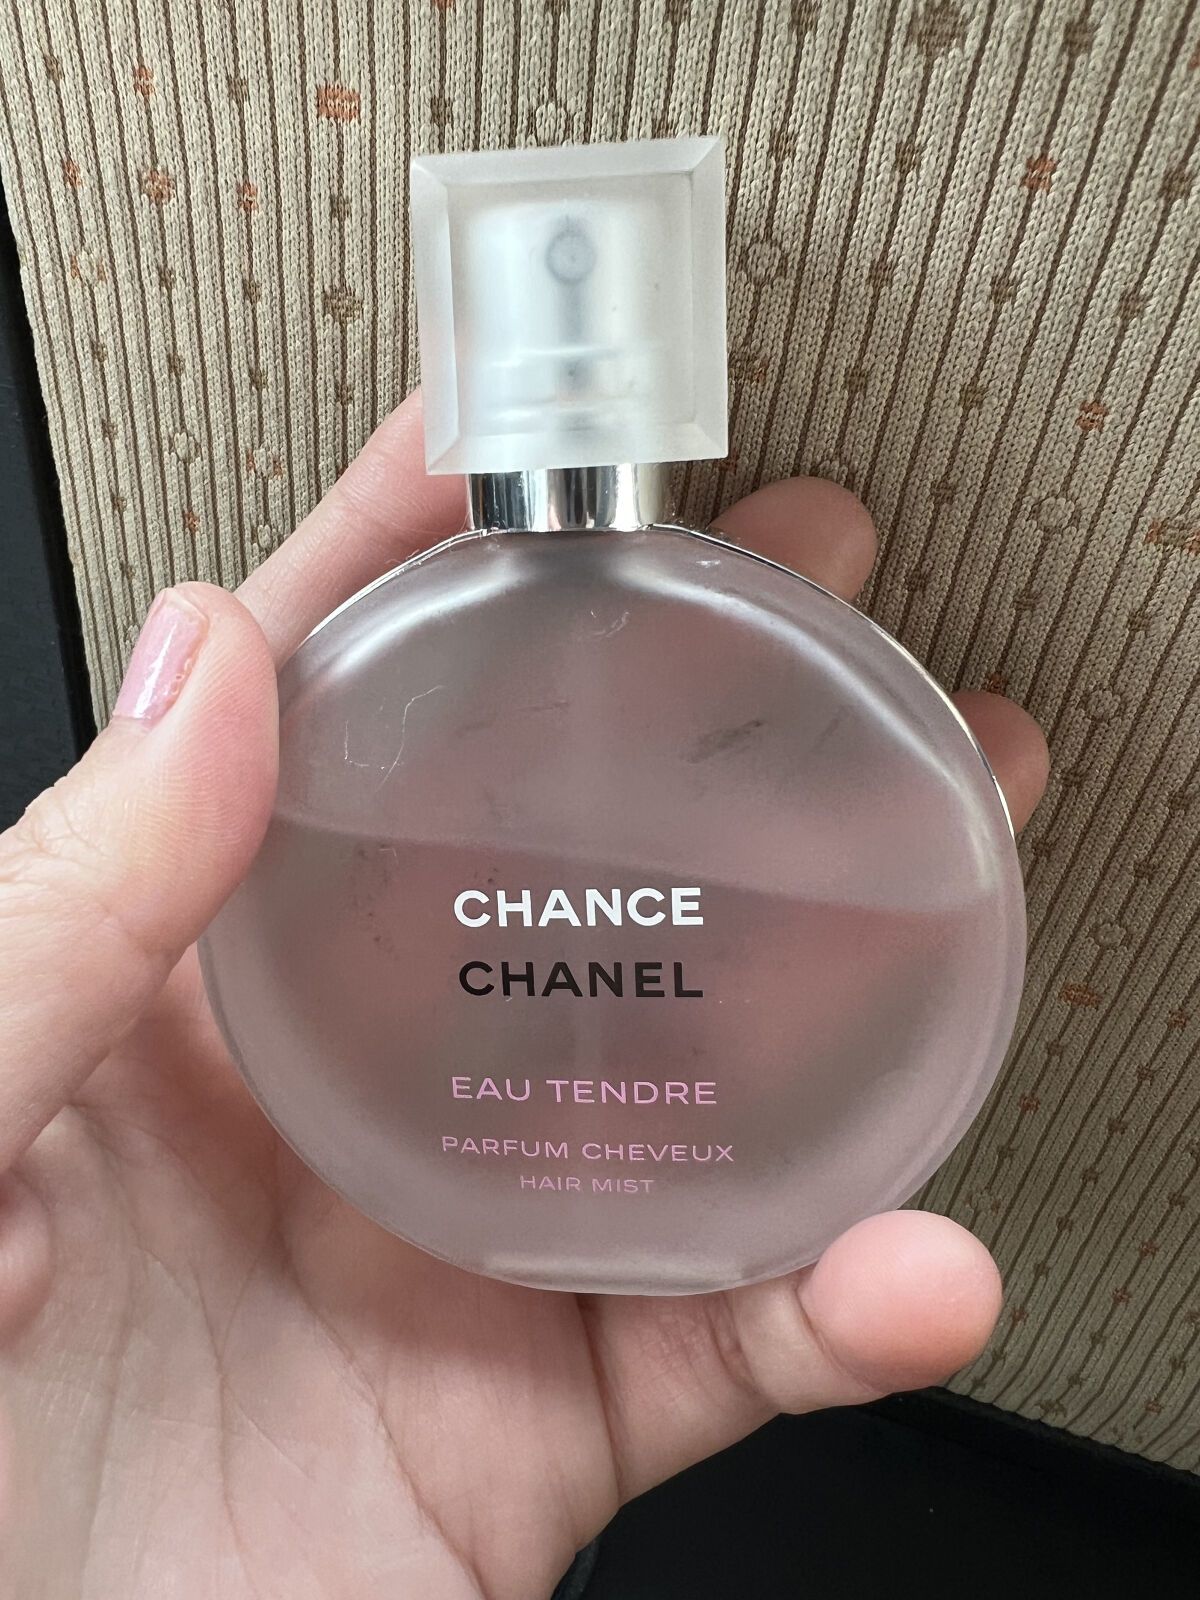 CHANCE
CHANEL
EAU TENDRE
PARFUM CHEVEUX
HAIR MIST